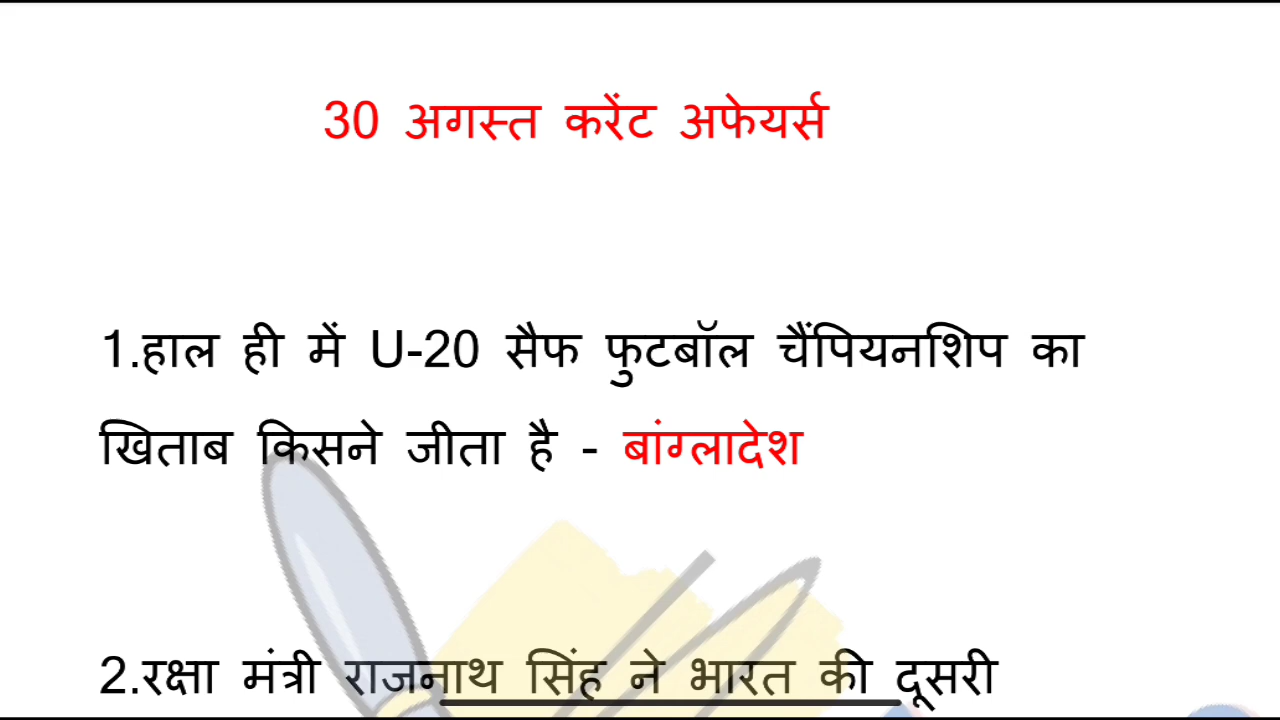 30 अगस्त करेंट अफेयर्स
1.हाल ही में U-20 सैफ फुटबॉल चैंपियनशिप का
खिताब किसने जीता है - बांग्लादेश
2.रक्षा मंत्री राजनाथ सिंह ने भारत की दूसरी